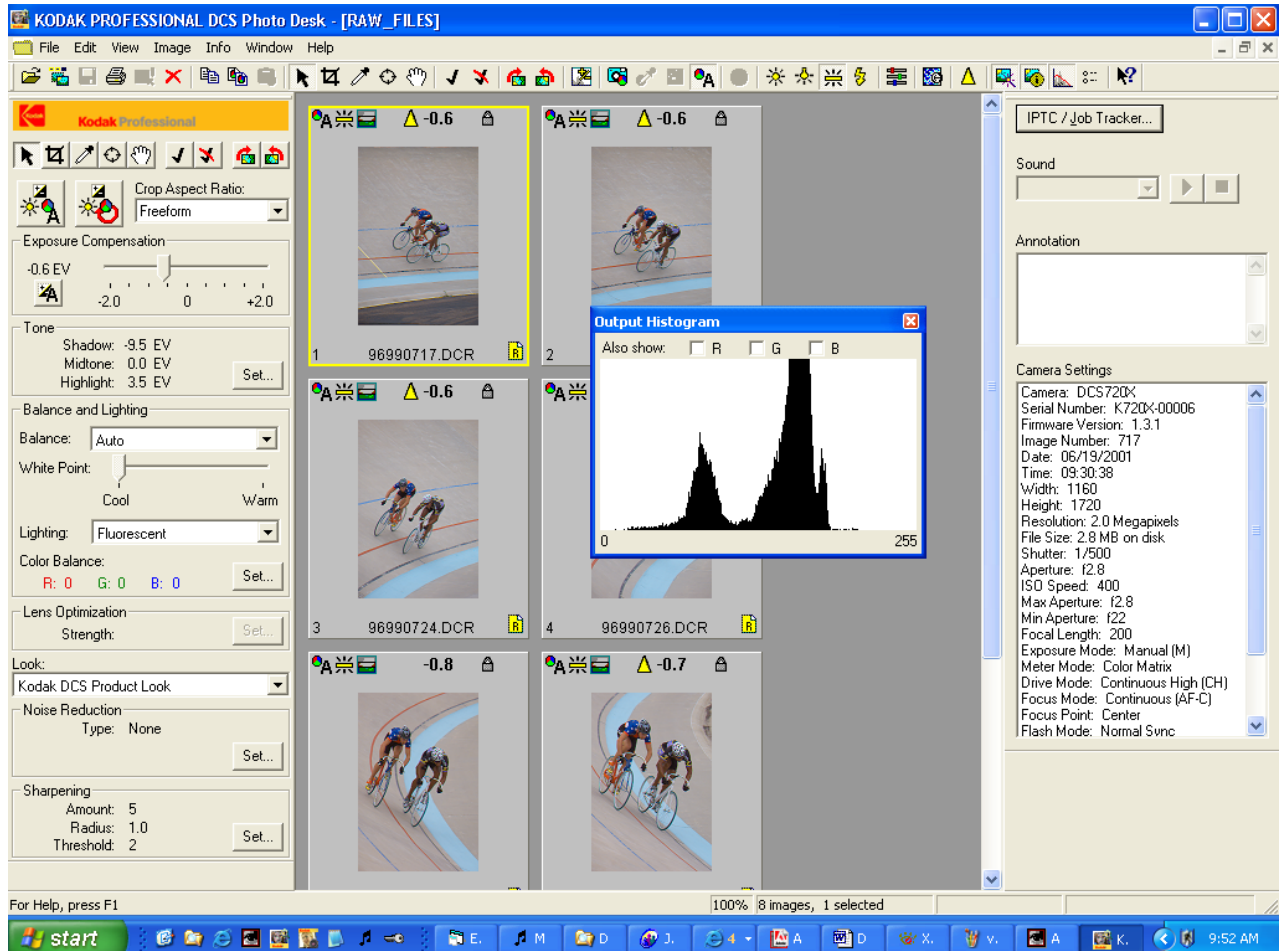 KODAK PROFESSIONAL DCS Photo Desk - [RAW_FILES]
File Edit View Image Info Window Help
Kodak Professional
Crop Aspect Ratio:
Freeform
Exposure Compensation
-0.6 EV
-2.0 0 +2.0
Tone
Shadow: -9.5 EV
Midtone: 0.0 EV
Highlight: 3.5 EV
Set...
Balance and Lighting
Balance: Auto
White Point:
Cool Warm
Lighting: Fluorescent
Color Balance:
R: 0 G: 0 B: 0
Set...
Lens Optimization
Strength:
Set...
Look:
Kodak DCS Product Look
Noise Reduction
Type: None
Set...
Sharpening
Amount: 5
Radius: 1.0
Threshold: 2
Set...
A -0.6
1 96990717.DCR R
A -0.6
2
A -0.6
3 96990724.DCR R
A
4 96990726.DCR R
A -0.8
A -0.7
Output Histogram
Also show: R G B
0 255
IPTC / Job Tracker...
Sound
Annotation
Camera Settings
Camera: DCS720X
Serial Number: K720X-00006
Firmware Version: 1.3.1
Image Number: 717
Date: 06/19/2001
Time: 09:30:38
Width: 1160
Height: 1720
Resolution: 2.0 Megapixels
File Size: 2.8 MB on disk
Shutter: 1/500
Aperture: f2.8
ISO Speed: 400
Max Aperture: f2.8
Min Aperture: f22
Focal Length: 200
Exposure Mode: Manual (M)
Meter Mode: Color Matrix
Drive Mode: Continuous High (CH)
Focus Mode: Continuous (AF-C)
Focus Point: Center
Flash Mode: Normal Sync
For Help, press F1
100% 8 images, 1 selected
start E. M D J. 4 A D X. v. A K. 9:52 AM